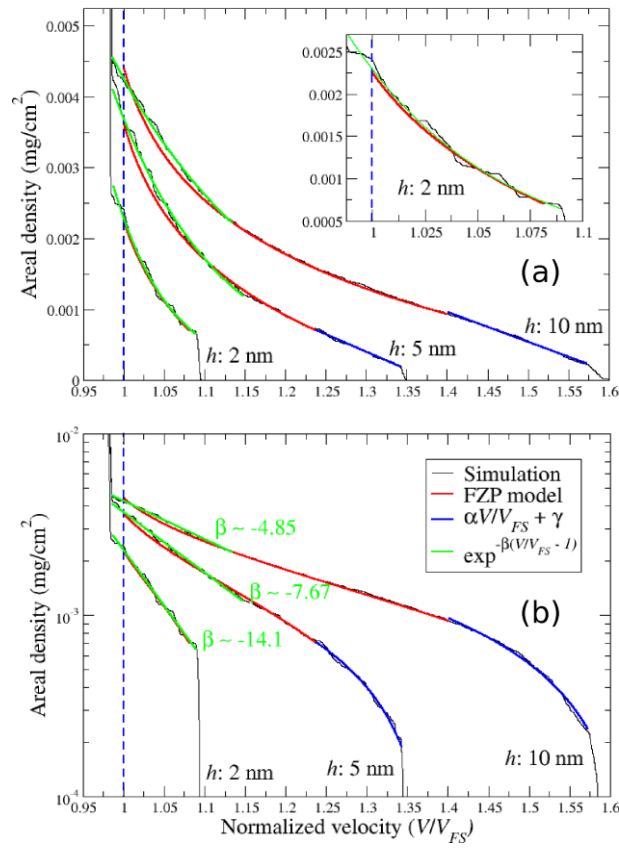 0.005
0.004
0.003
0.002
0.001
0
Areal density (mg/cm²)
0.95 1 1.05 1.1 1.15 1.2 1.25 1.3 1.35 1.4 1.45 1.5 1.55 1.6
0.0025
0.002
0.0015
0.001
0.0005
1 1.025 1.05 1.075 1.1
h: 2 nm
(a)
h: 10 nm
h: 5 nm
h: 2 nm
10⁻²
10⁻³
10⁻⁴
Areal density (mg/cm²)
Simulation
FZP model
αV/V_FS + γ
exp^-β(V/V_FS - 1)
β ~ -4.85
β ~ -7.67
β ~ -14.1
(b)
h: 2 nm
h: 5 nm
h: 10 nm
0.95 1 1.05 1.1 1.15 1.2 1.25 1.3 1.35 1.4 1.45 1.5 1.55 1.6
Normalized velocity (V/V_FS)